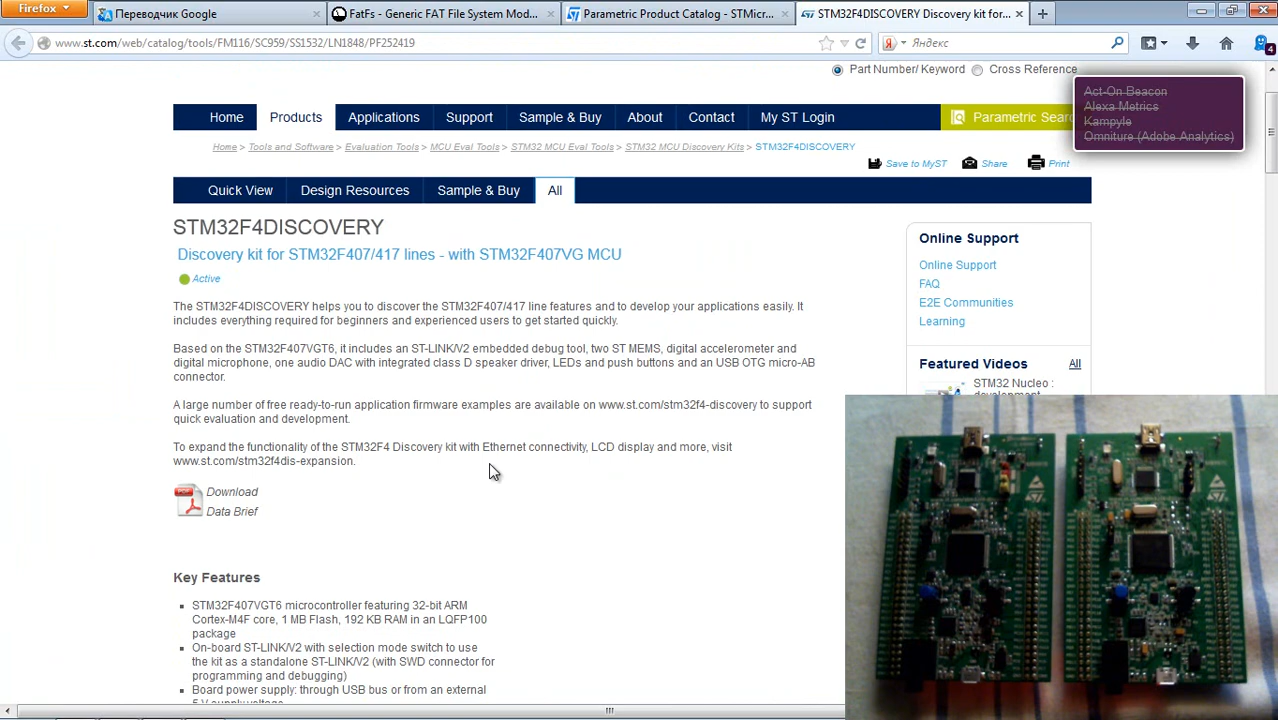 Firefox
Переводчик Google
FatFs - Generic FAT File System Mod...
Parametric Product Catalog - STMicr...
STM32F4DISCOVERY Discovery kit for...
www.st.com/web/catalog/tools/FM116/SC959/SS1532/LN1848/PF252419
Яндекс
4
Part Number/ Keyword
Cross Reference
Act-On Beacon
Alexa Metrics
Kampyle
Omniture (Adobe Analytics)
Home
Products
Applications
Support
Sample & Buy
About
Contact
My ST Login
Parametric Searc
Home > Tools and Software > Evaluation Tools > MCU Eval Tools > STM32 MCU Eval Tools > STM32 MCU Discovery Kits > STM32F4DISCOVERY
Save to MyST
Share
Print
Quick View
Design Resources
Sample & Buy
All
STM32F4DISCOVERY
Discovery kit for STM32F407/417 lines - with STM32F407VG MCU
Active
The STM32F4DISCOVERY helps you to discover the STM32F407/417 line features and to develop your applications easily. It
includes everything required for beginners and experienced users to get started quickly.
Based on the STM32F407VGT6, it includes an ST-LINK/V2 embedded debug tool, two ST MEMS, digital accelerometer and
digital microphone, one audio DAC with integrated class D speaker driver, LEDs and push buttons and an USB OTG micro-AB
connector.
A large number of free ready-to-run application firmware examples are available on www.st.com/stm32f4-discovery to support
quick evaluation and development.
To expand the functionality of the STM32F4 Discovery kit with Ethernet connectivity, LCD display and more, visit
www.st.com/stm32f4dis-expansion.
Download
Data Brief
Key Features
STM32F407VGT6 microcontroller featuring 32-bit ARM
Cortex-M4F core, 1 MB Flash, 192 KB RAM in an LQFP100
package
On-board ST-LINK/V2 with selection mode switch to use
the kit as a standalone ST-LINK/V2 (with SWD connector for
programming and debugging)
Board power supply: through USB bus or from an external
5 V supply voltage
Online Support
Online Support
FAQ
E2E Communities
Learning
Featured Videos
All
STM32 Nucleo :
development